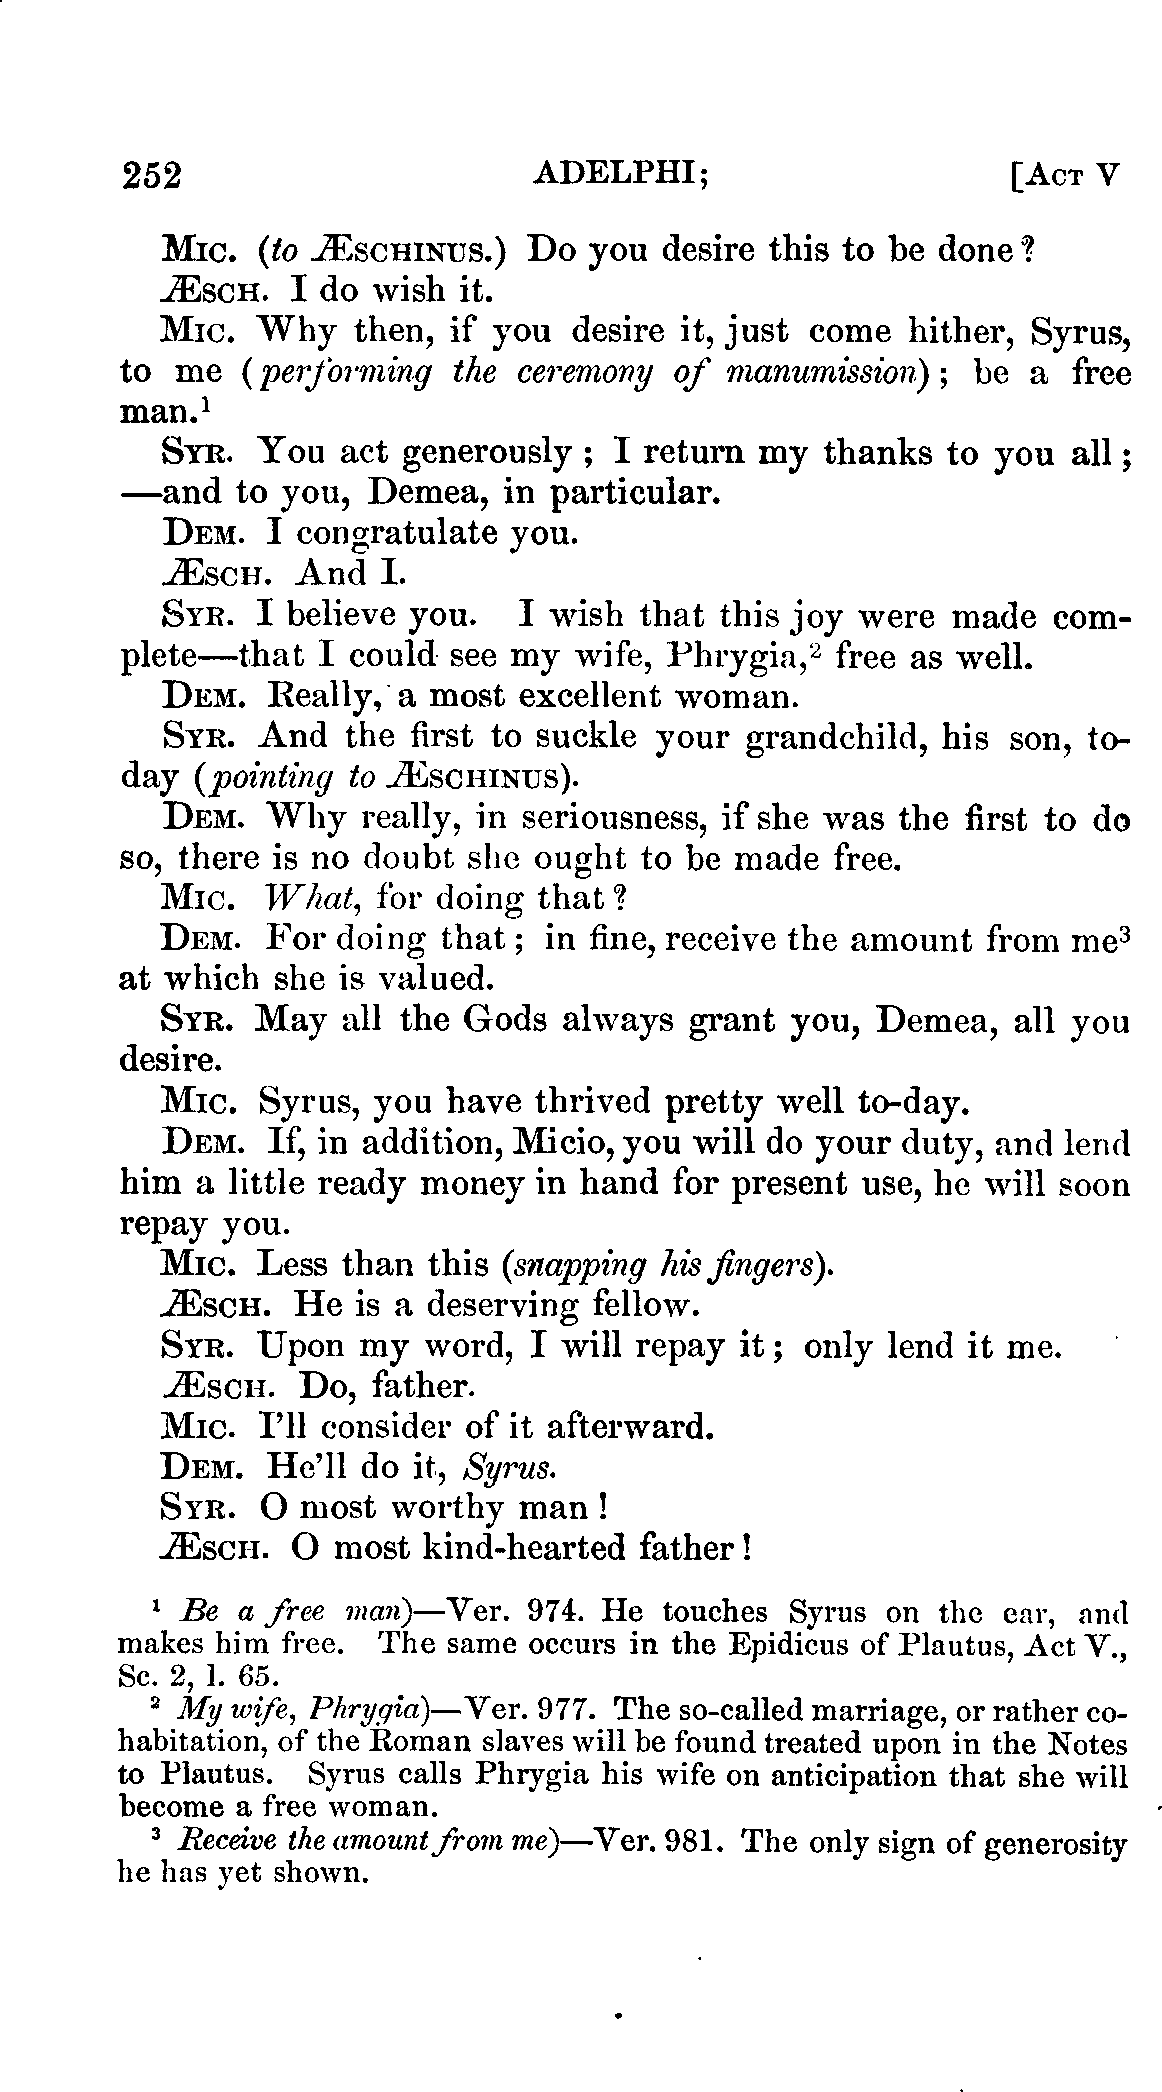 252 ADELPHI; [ACT V
MIC. (to ÆSCHINUS.) Do you desire this to be done?
ÆSCH. I do wish it.
MIC. Why then, if you desire it, just come hither, Syrus,
to me (performing the ceremony of manumission); be a free
man.¹
SYR. You act generously; I return my thanks to you all;
—and to you, Demea, in particular.
DEM. I congratulate you.
ÆSCH. And I.
SYR. I believe you. I wish that this joy were made com-
plete—that I could see my wife, Phrygia,² free as well.
DEM. Really, a most excellent woman.
SYR. And the first to suckle your grandchild, his son, to-
day (pointing to ÆSCHINUS).
DEM. Why really, in seriousness, if she was the first to do
so, there is no doubt she ought to be made free.
MIC. What, for doing that?
DEM. For doing that; in fine, receive the amount from me³
at which she is valued.
SYR. May all the Gods always grant you, Demea, all you
desire.
MIC. Syrus, you have thrived pretty well to-day.
DEM. If, in addition, Micio, you will do your duty, and lend
him a little ready money in hand for present use, he will soon
repay you.
MIC. Less than this (snapping his fingers).
ÆSCH. He is a deserving fellow.
SYR. Upon my word, I will repay it; only lend it me.
ÆSCH. Do, father.
MIC. I'll consider of it afterward.
DEM. He'll do it, Syrus.
SYR. O most worthy man!
ÆSCH. O most kind-hearted father!
¹ Be a free man)—Ver. 974. He touches Syrus on the ear, and
makes him free. The same occurs in the Epidicus of Plautus, Act V.,
Sc. 2, l. 65.
² My wife, Phrygia)—Ver. 977. The so-called marriage, or rather co-
habitation, of the Roman slaves will be found treated upon in the Notes
to Plautus. Syrus calls Phrygia his wife on anticipation that she will
become a free woman.
³ Receive the amount from me)—Ver. 981. The only sign of generosity
he has yet shown.